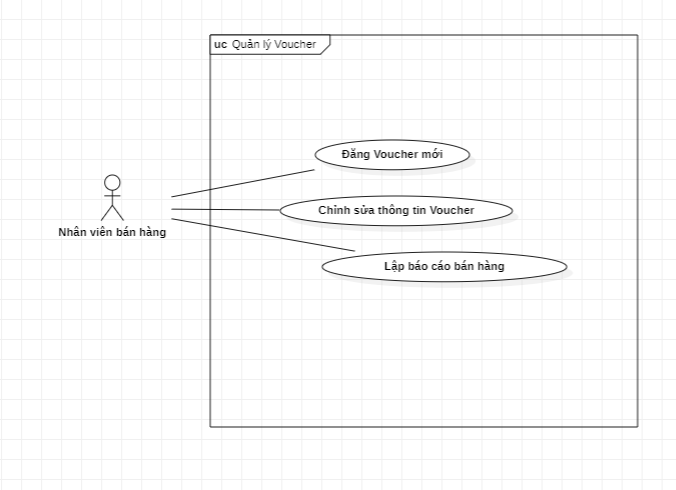 uc Quản lý Voucher
Đăng Voucher mới
Chỉnh sửa thông tin Voucher
Nhân viên bán hàng
Lập báo cáo bán hàng